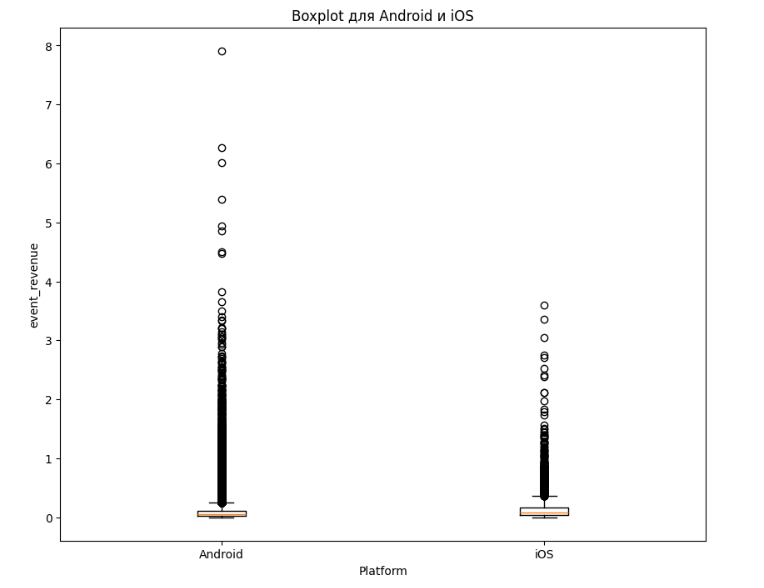 Boxplot для Android и iOS
8
7
6
5
4
3
2
1
0
event_revenue
Android
iOS
Platform